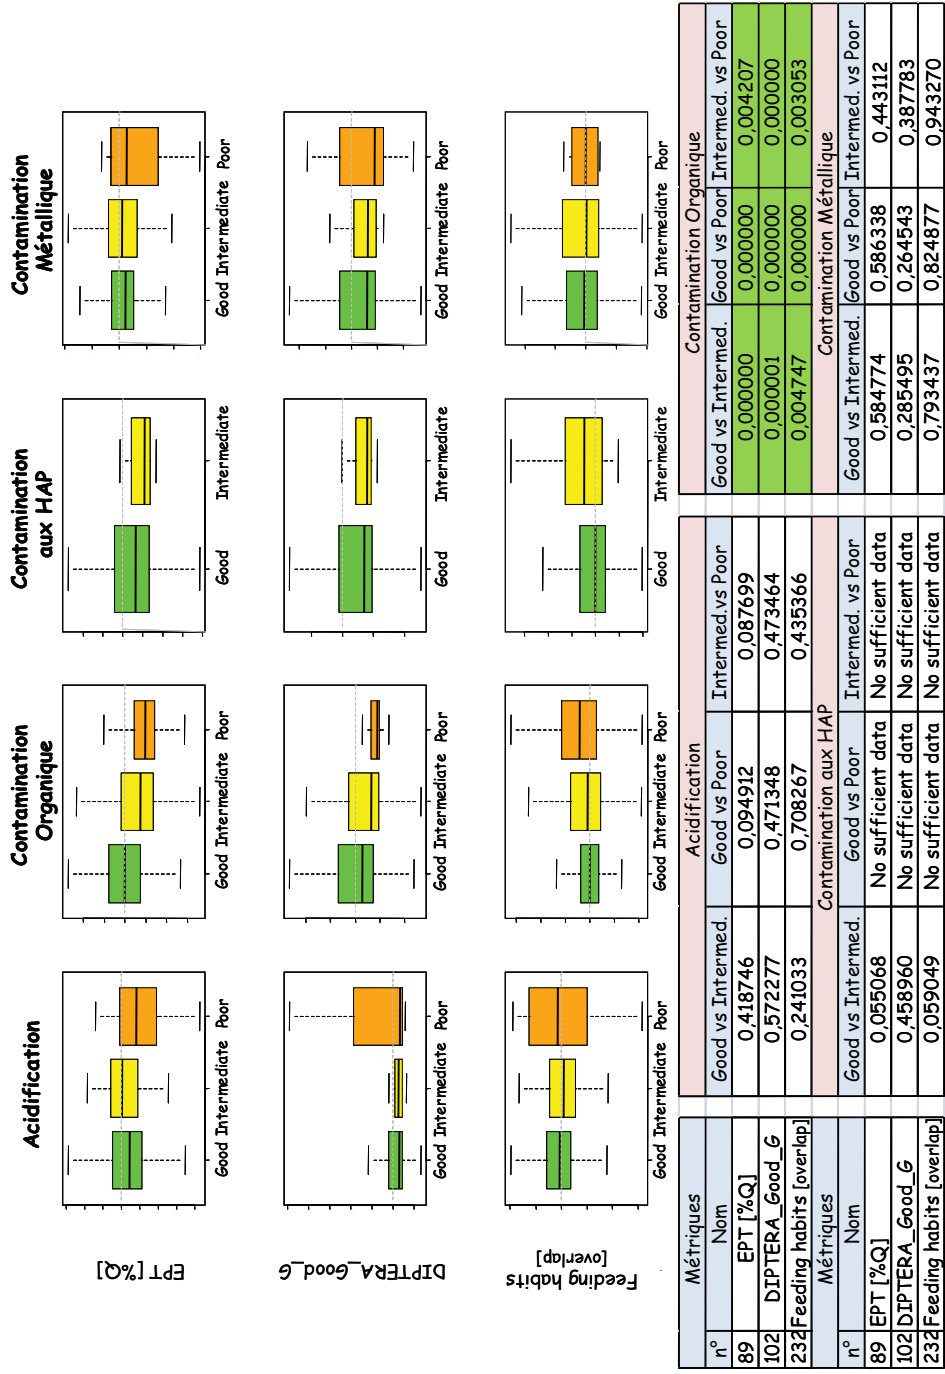 Acidification
Contamination
Organique
Contamination
aux HAP
Contamination
Métallique
EPT [%Q]
Good Intermediate Poor
Good Intermediate Poor
Good Intermediate
Good Intermediate Poor
DIPTERA_Good_G
Good Intermediate Poor
Good Intermediate Poor
Good Intermediate
Good Intermediate Poor
Feeding habits
[overlap]
Good Intermediate Poor
Good Intermediate Poor
Good Intermediate
Good Intermediate Poor
Métriques Acidification Contamination Organique
n° Nom Good vs Intermed. Good vs Poor Intermed.vs Poor Good vs Intermed. Good vs Poor Intermed. vs Poor
89 EPT [%Q] 0,418746 0,094912 0,087699 0,000000 0,000000 0,004207
102 DIPTERA_Good_G 0,572277 0,471348 0,473464 0,000001 0,000000 0,000000
232 Feeding habits [overlap] 0,241033 0,708267 0,435366 0,004747 0,000000 0,003053
Métriques Contamination aux HAP Contamination Métallique
n° Nom Good vs Intermed. Good vs Poor Intermed. vs Poor Good vs Intermed. Good vs Poor Intermed. vs Poor
89 EPT [%Q] 0,055068 No sufficient data No sufficient data 0,584774 0,586338 0,443112
102 DIPTERA_Good_G 0,458960 No sufficient data No sufficient data 0,285495 0,264543 0,387783
232 Feeding habits [overlap] 0,059049 No sufficient data No sufficient data 0,793437 0,824877 0,943270